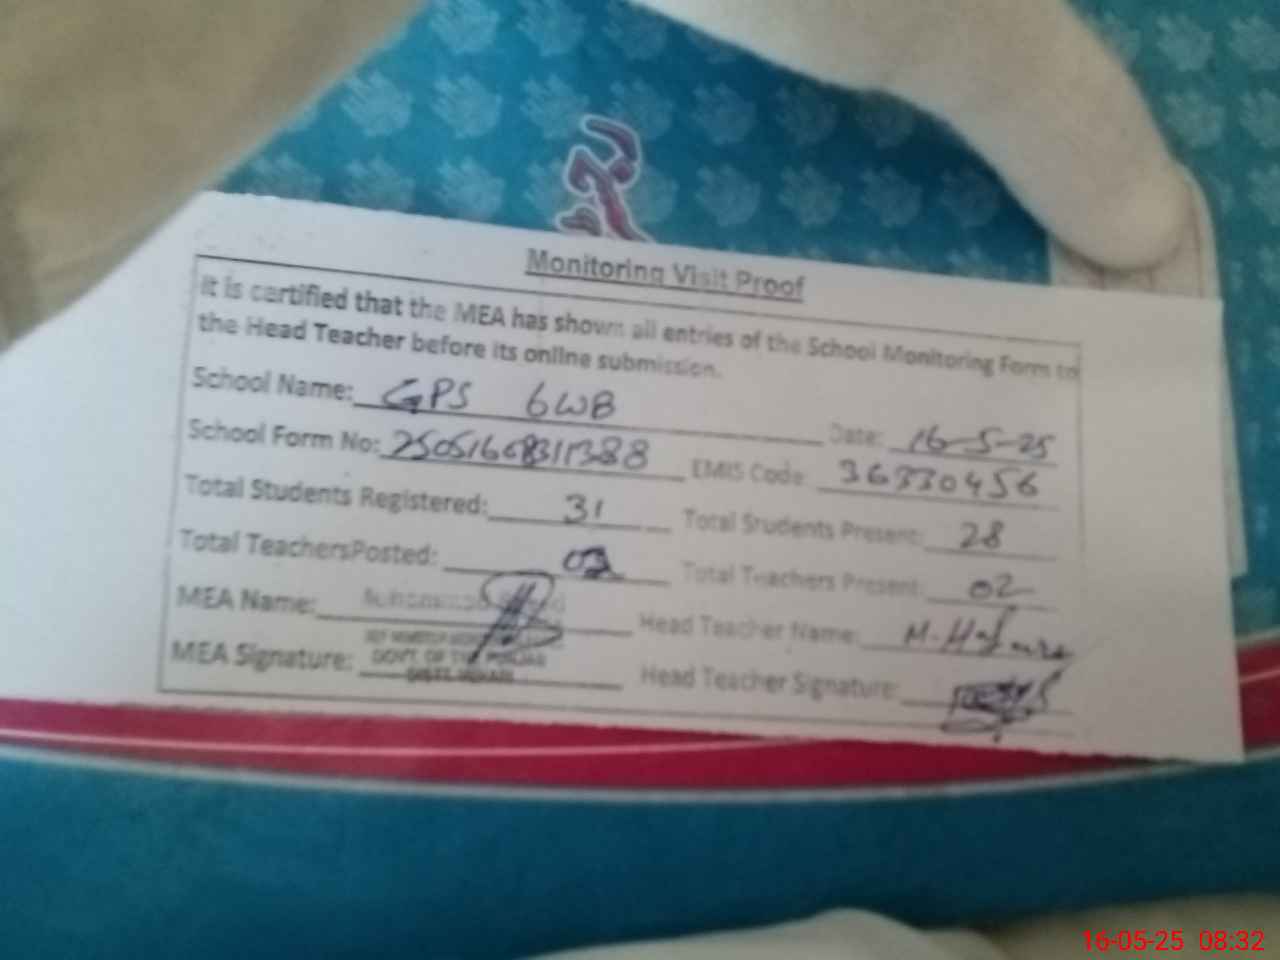 Monitoring Visit Proof
It is certified that the MEA has shown all entries of the School Monitoring Form to
the Head Teacher before its online submission.
School Name: GPS 6WB Date: 16-5-25
School Form No: EMIS Code: 36330456
Total Students Registered: 31 Total Students Present: 28
Total TeachersPosted: Total Teachers Present: 02
MEA Name: Muhammad Head Teacher Name: M.
MEA Signature: GOVT. OF THE PUNJAB Head Teacher Signature:
16-05-25 08:32